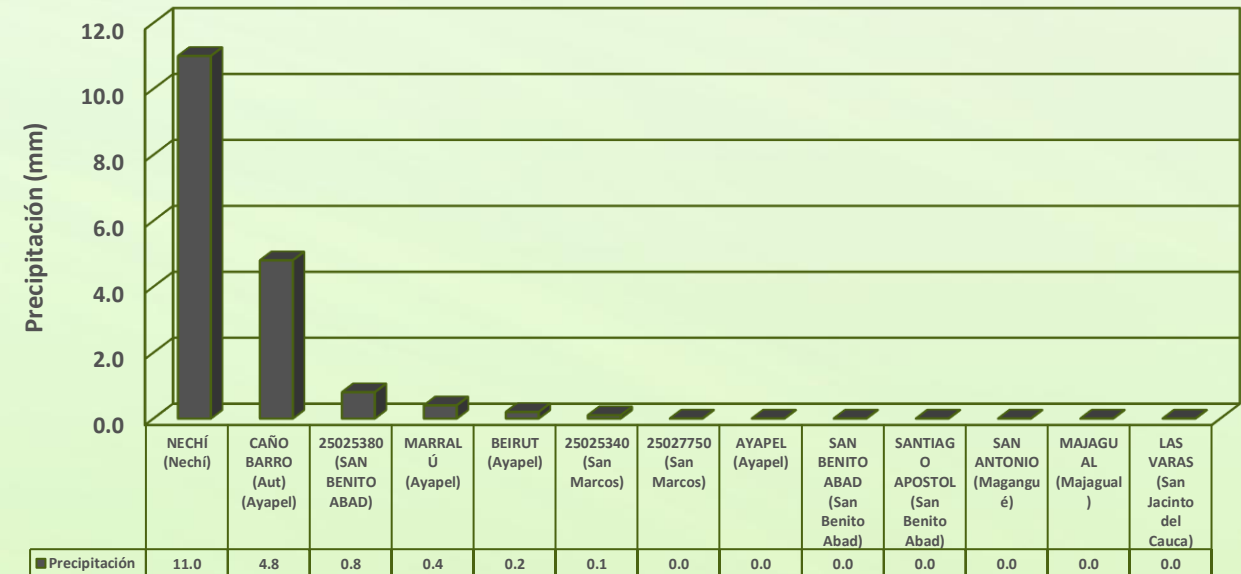 Precipitación (mm)
12.0
10.0
8.0
6.0
4.0
2.0
0.0
NECHÍ
(Nechí)
CAÑO
BARRO
(Aut)
(Ayapel)
25025380
(SAN
BENITO
ABAD)
MARRAL
Ú
(Ayapel)
BEIRUT
(Ayapel)
25025340
(San
Marcos)
25027750
(San
Marcos)
AYAPEL
(Ayapel)
SAN
BENITO
ABAD
(San
Benito
Abad)
SANTIAG
O
APOSTOL
(San
Benito
Abad)
SAN
ANTONIO
(Magangu
é)
MAJAGU
AL
(Majagual
)
LAS
VARAS
(San
Jacinto
del
Cauca)
Precipitación 11.0 4.8 0.8 0.4 0.2 0.1 0.0 0.0 0.0 0.0 0.0 0.0 0.0